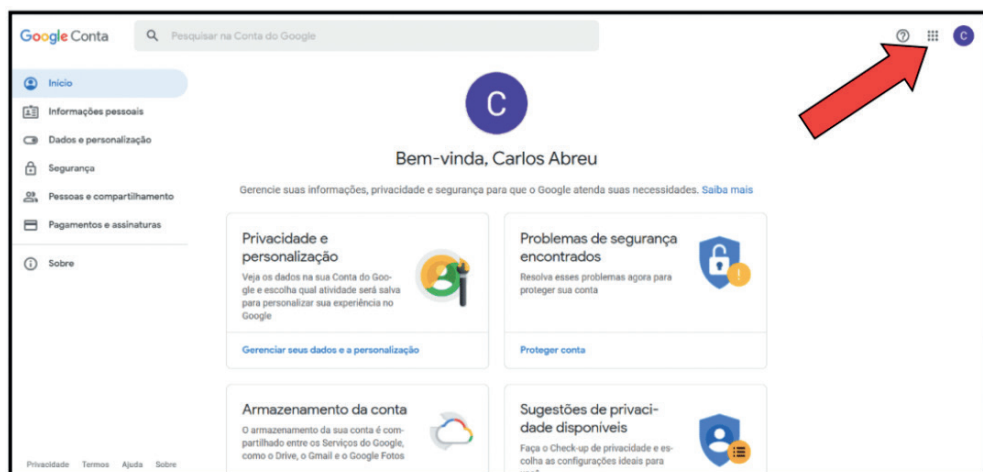 Google Conta
Pesquisar na Conta do Google
C
Início
Informações pessoais
Dados e personalização
Segurança
Pessoas e compartilhamento
Pagamentos e assinaturas
Sobre
C
Bem-vinda, Carlos Abreu
Gerencie suas informações, privacidade e segurança para que o Google atenda suas necessidades. Saiba mais
Privacidade e
personalização
Veja os dados na sua Conta do Goo-
gle e escolha qual atividade será salva
para personalizar sua experiência no
Google
Gerenciar seus dados e a personalização
Problemas de segurança
encontrados
Resolva esses problemas agora para
proteger sua conta
Proteger conta
Armazenamento da conta
O armazenamento da sua conta é com-
partilhado entre os Serviços do Google,
como o Drive, o Gmail e o Google Fotos
Sugestões de privaci-
dade disponíveis
Faça o Check-up de privacidade e es-
colha as configurações ideais para
Privacidade Termos Ajuda Sobre